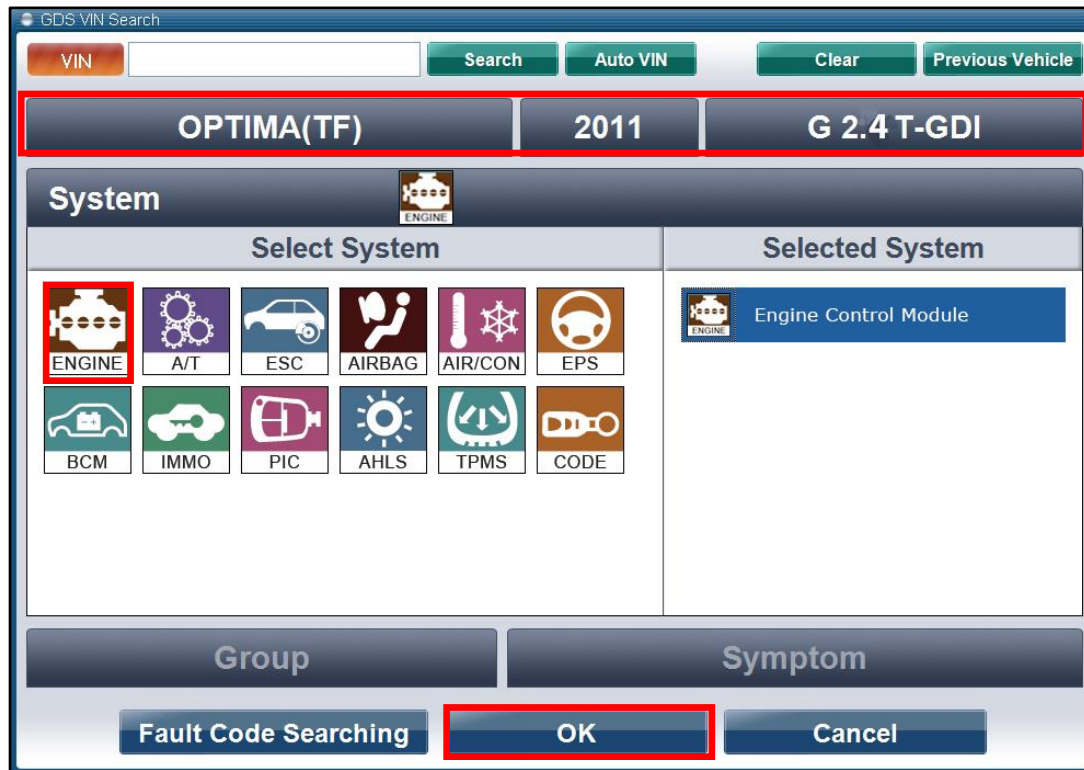 GDS VIN Search
VIN Search Auto VIN Clear Previous Vehicle
OPTIMA(TF) 2011 G 2.4 T-GDI
System ENGINE
Select System Selected System
ENGINE Engine Control Module
ENGINE A/T ESC AIRBAG AIR/CON EPS
BCM IMMO PIC AHLS TPMS CODE
Group Symptom
Fault Code Searching OK Cancel